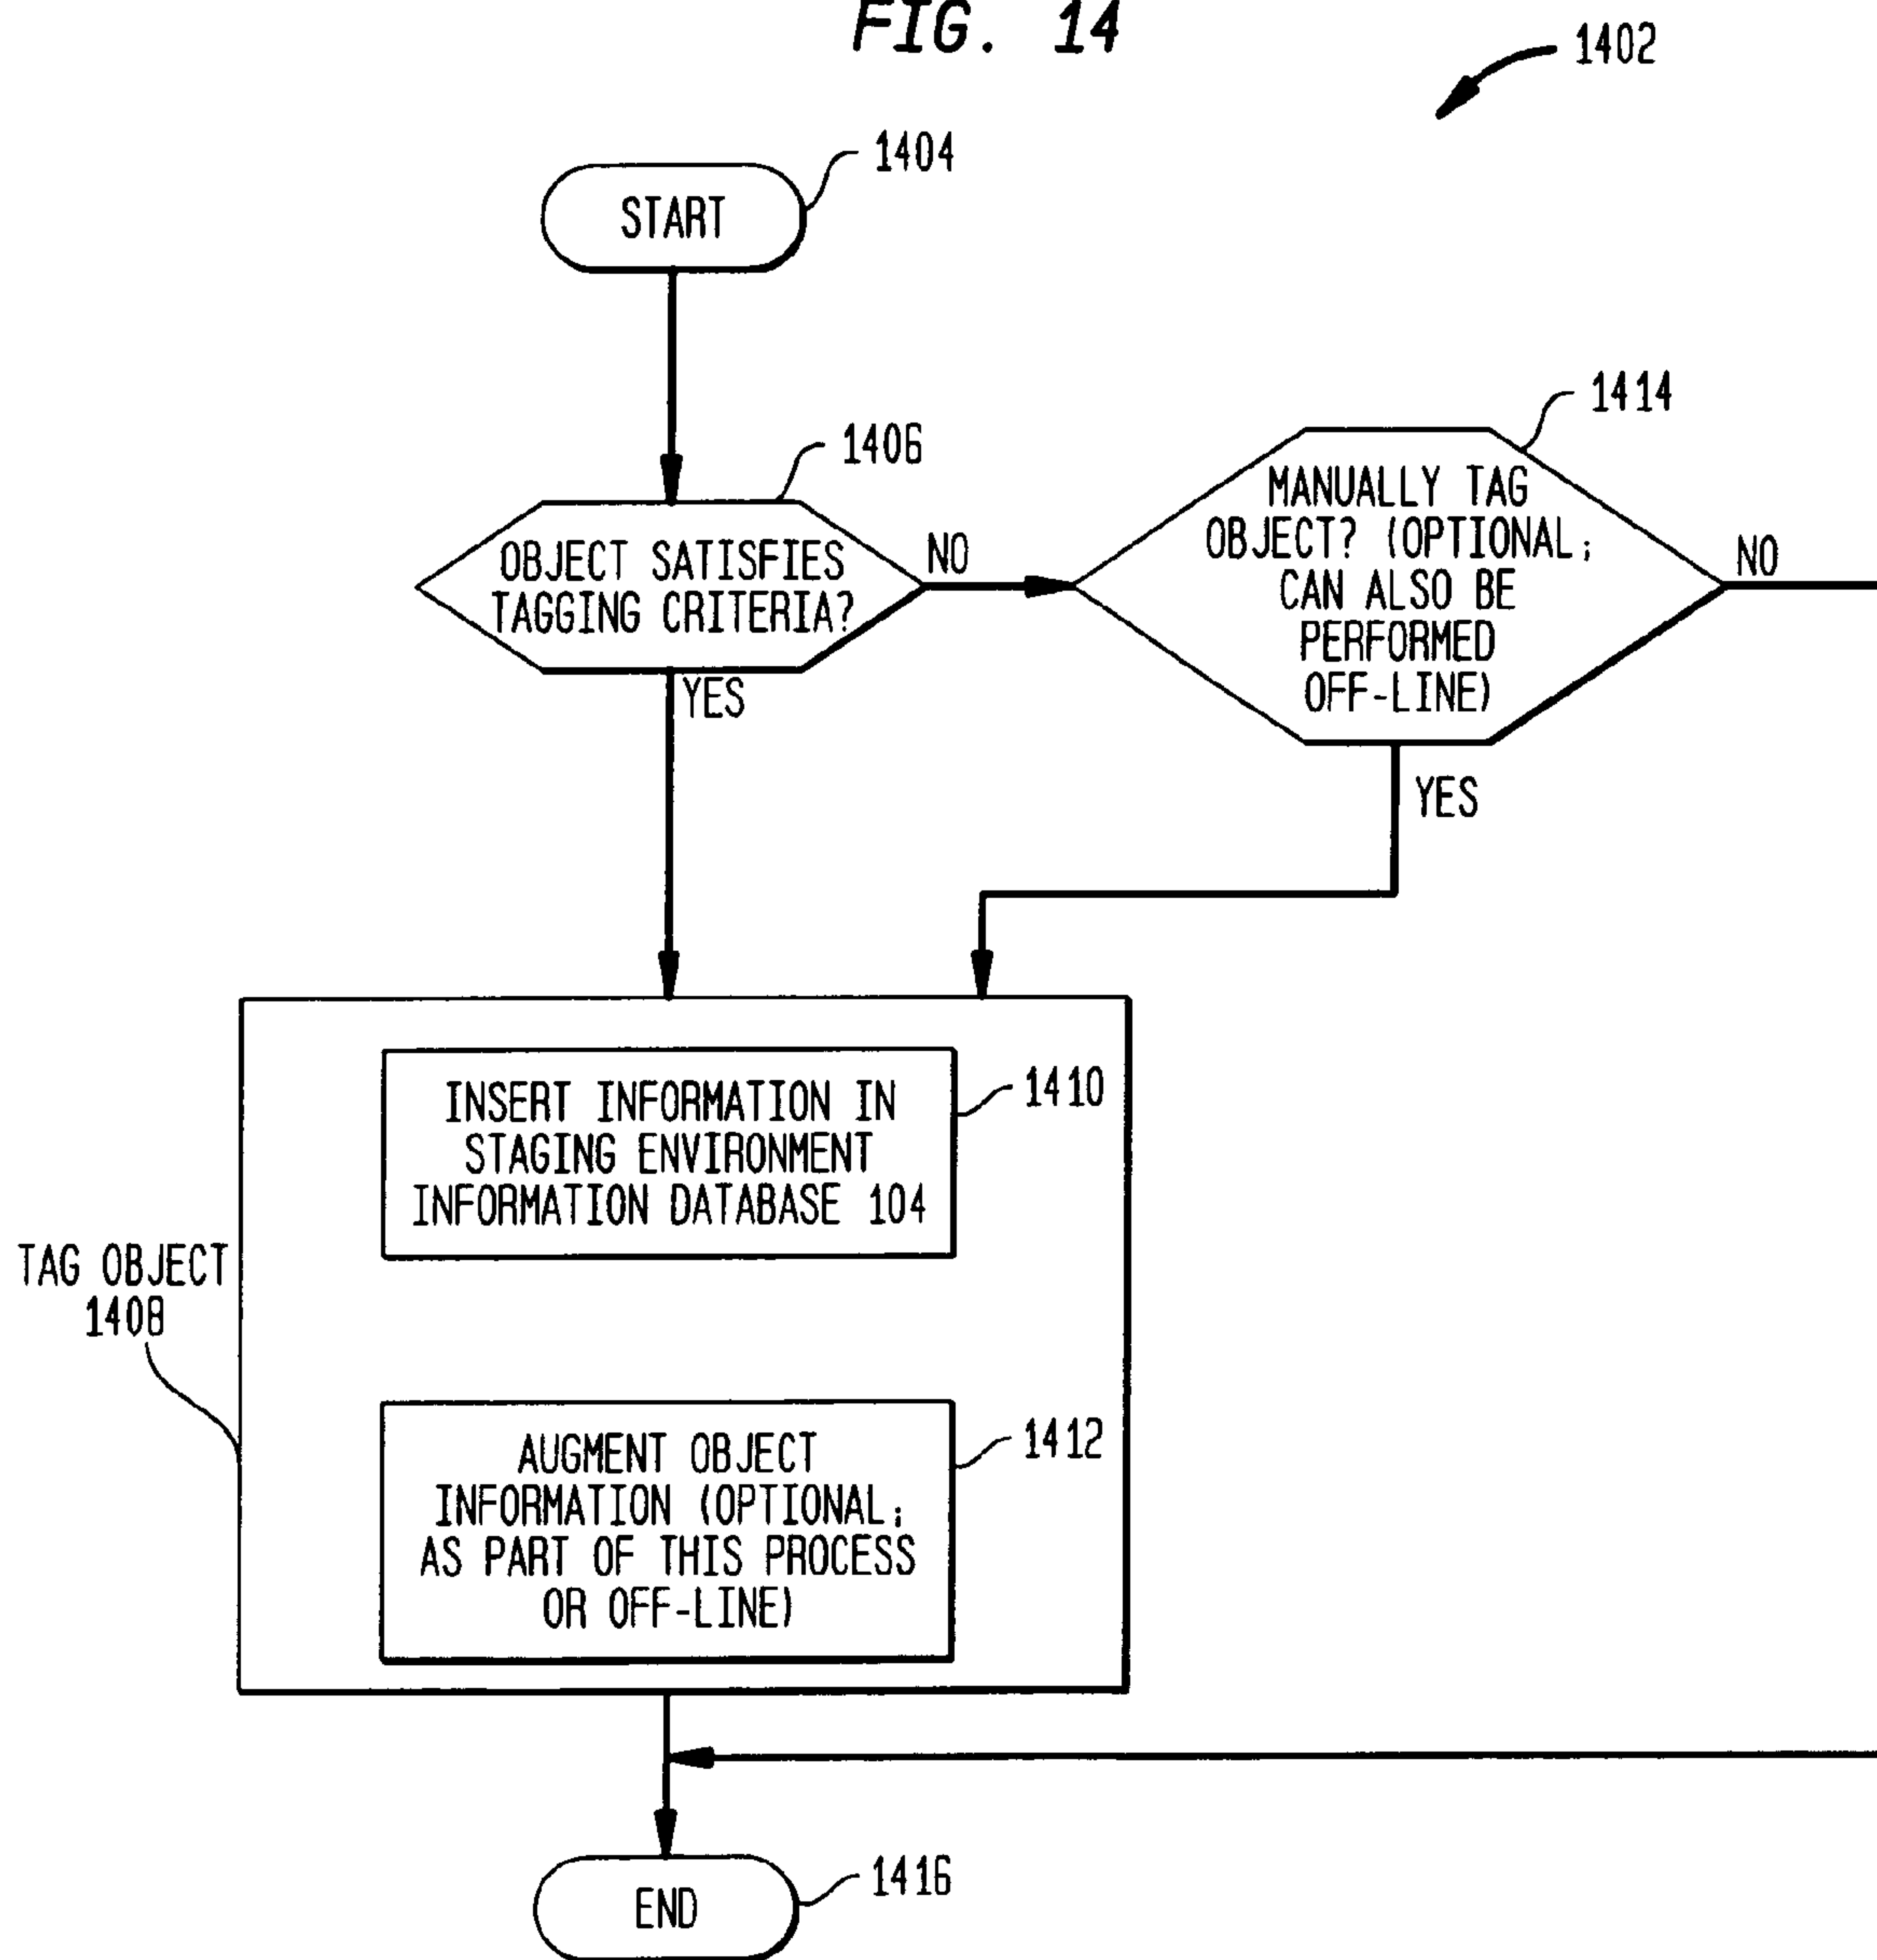 FIG. 14
1402
1404
START
1406
OBJECT SATISFIES
TAGGING CRITERIA?
NO
YES
1414
MANUALLY TAG
OBJECT? (OPTIONAL;
CAN ALSO BE
PERFORMED
OFF-LINE)
NO
YES
1410
INSERT INFORMATION IN
STAGING ENVIRONMENT
INFORMATION DATABASE 104
TAG OBJECT
1408
1412
AUGMENT OBJECT
INFORMATION (OPTIONAL;
AS PART OF THIS PROCESS
OR OFF-LINE)
1416
END